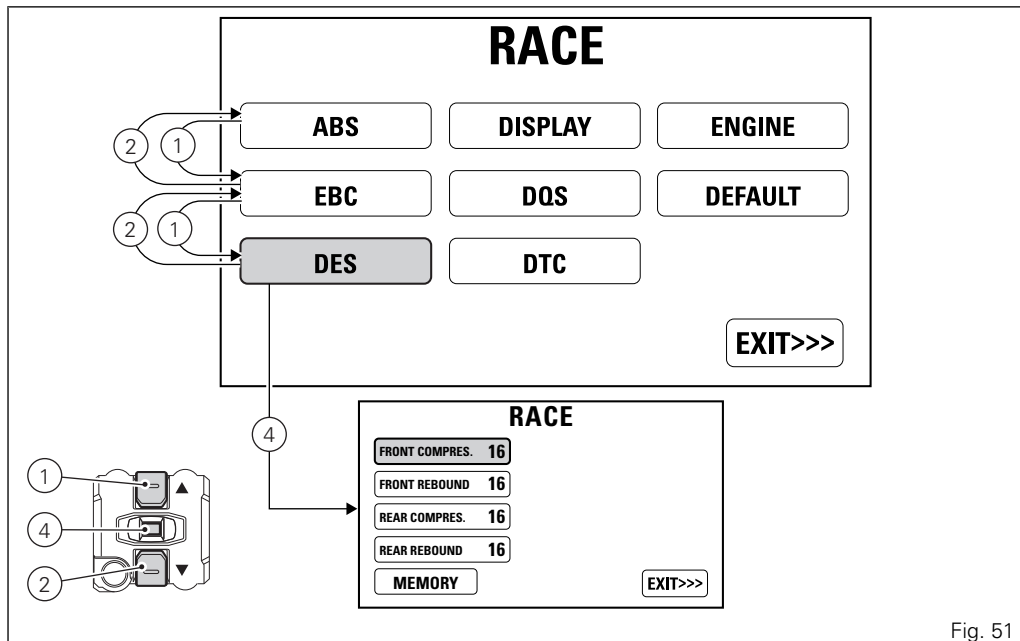 RACE
ABS DISPLAY ENGINE
2 1
EBC DQS DEFAULT
2 1
DES DTC
EXIT>>>
4
RACE
FRONT COMPRES. 16
FRONT REBOUND 16
REAR COMPRES. 16
REAR REBOUND 16
MEMORY EXIT>>>
1
4
2
Fig. 51